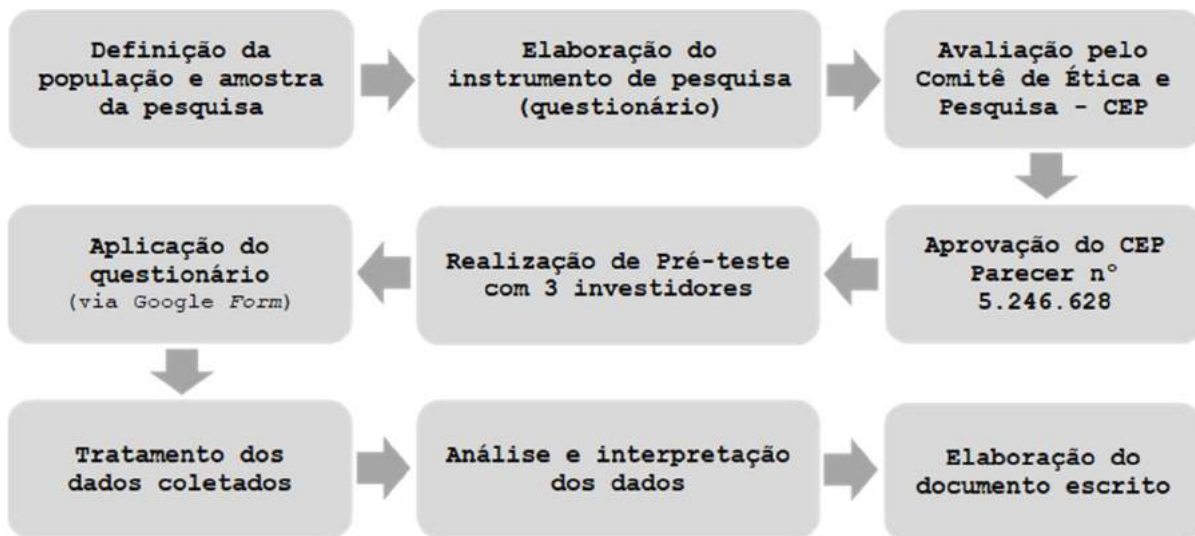 Definição da
população e amostra
da pesquisa
Elaboração do
instrumento de pesquisa
(questionário)
Avaliação pelo
Comitê de Ética e
Pesquisa - CEP
Aprovação do CEP
Parecer nº
5.246.628
Realização de Pré-teste
com 3 investidores
Aplicação do
questionário
(via Google Form)
Tratamento dos
dados coletados
Análise e interpretação
dos dados
Elaboração do
documento escrito